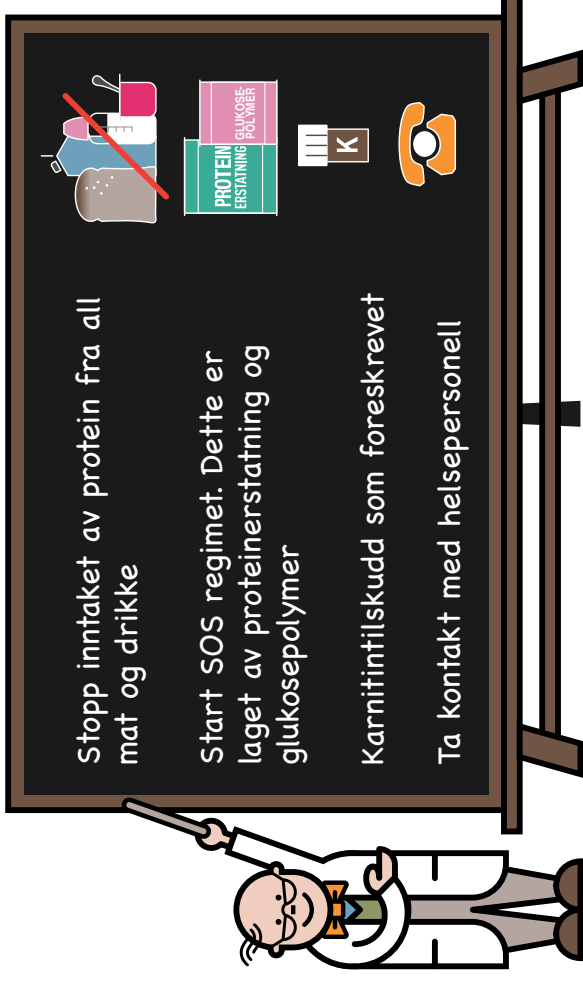 Stopp inntaket av protein fra all
mat og drikke
Start SOS regimet. Dette er
laget av proteinerstatning og
glukosepolymer
Karnitintilskudd som foreskrevet
Ta kontakt med helsepersonell
PROTEIN
ERSTATNING
GLUKOSE-
POLYMER
K